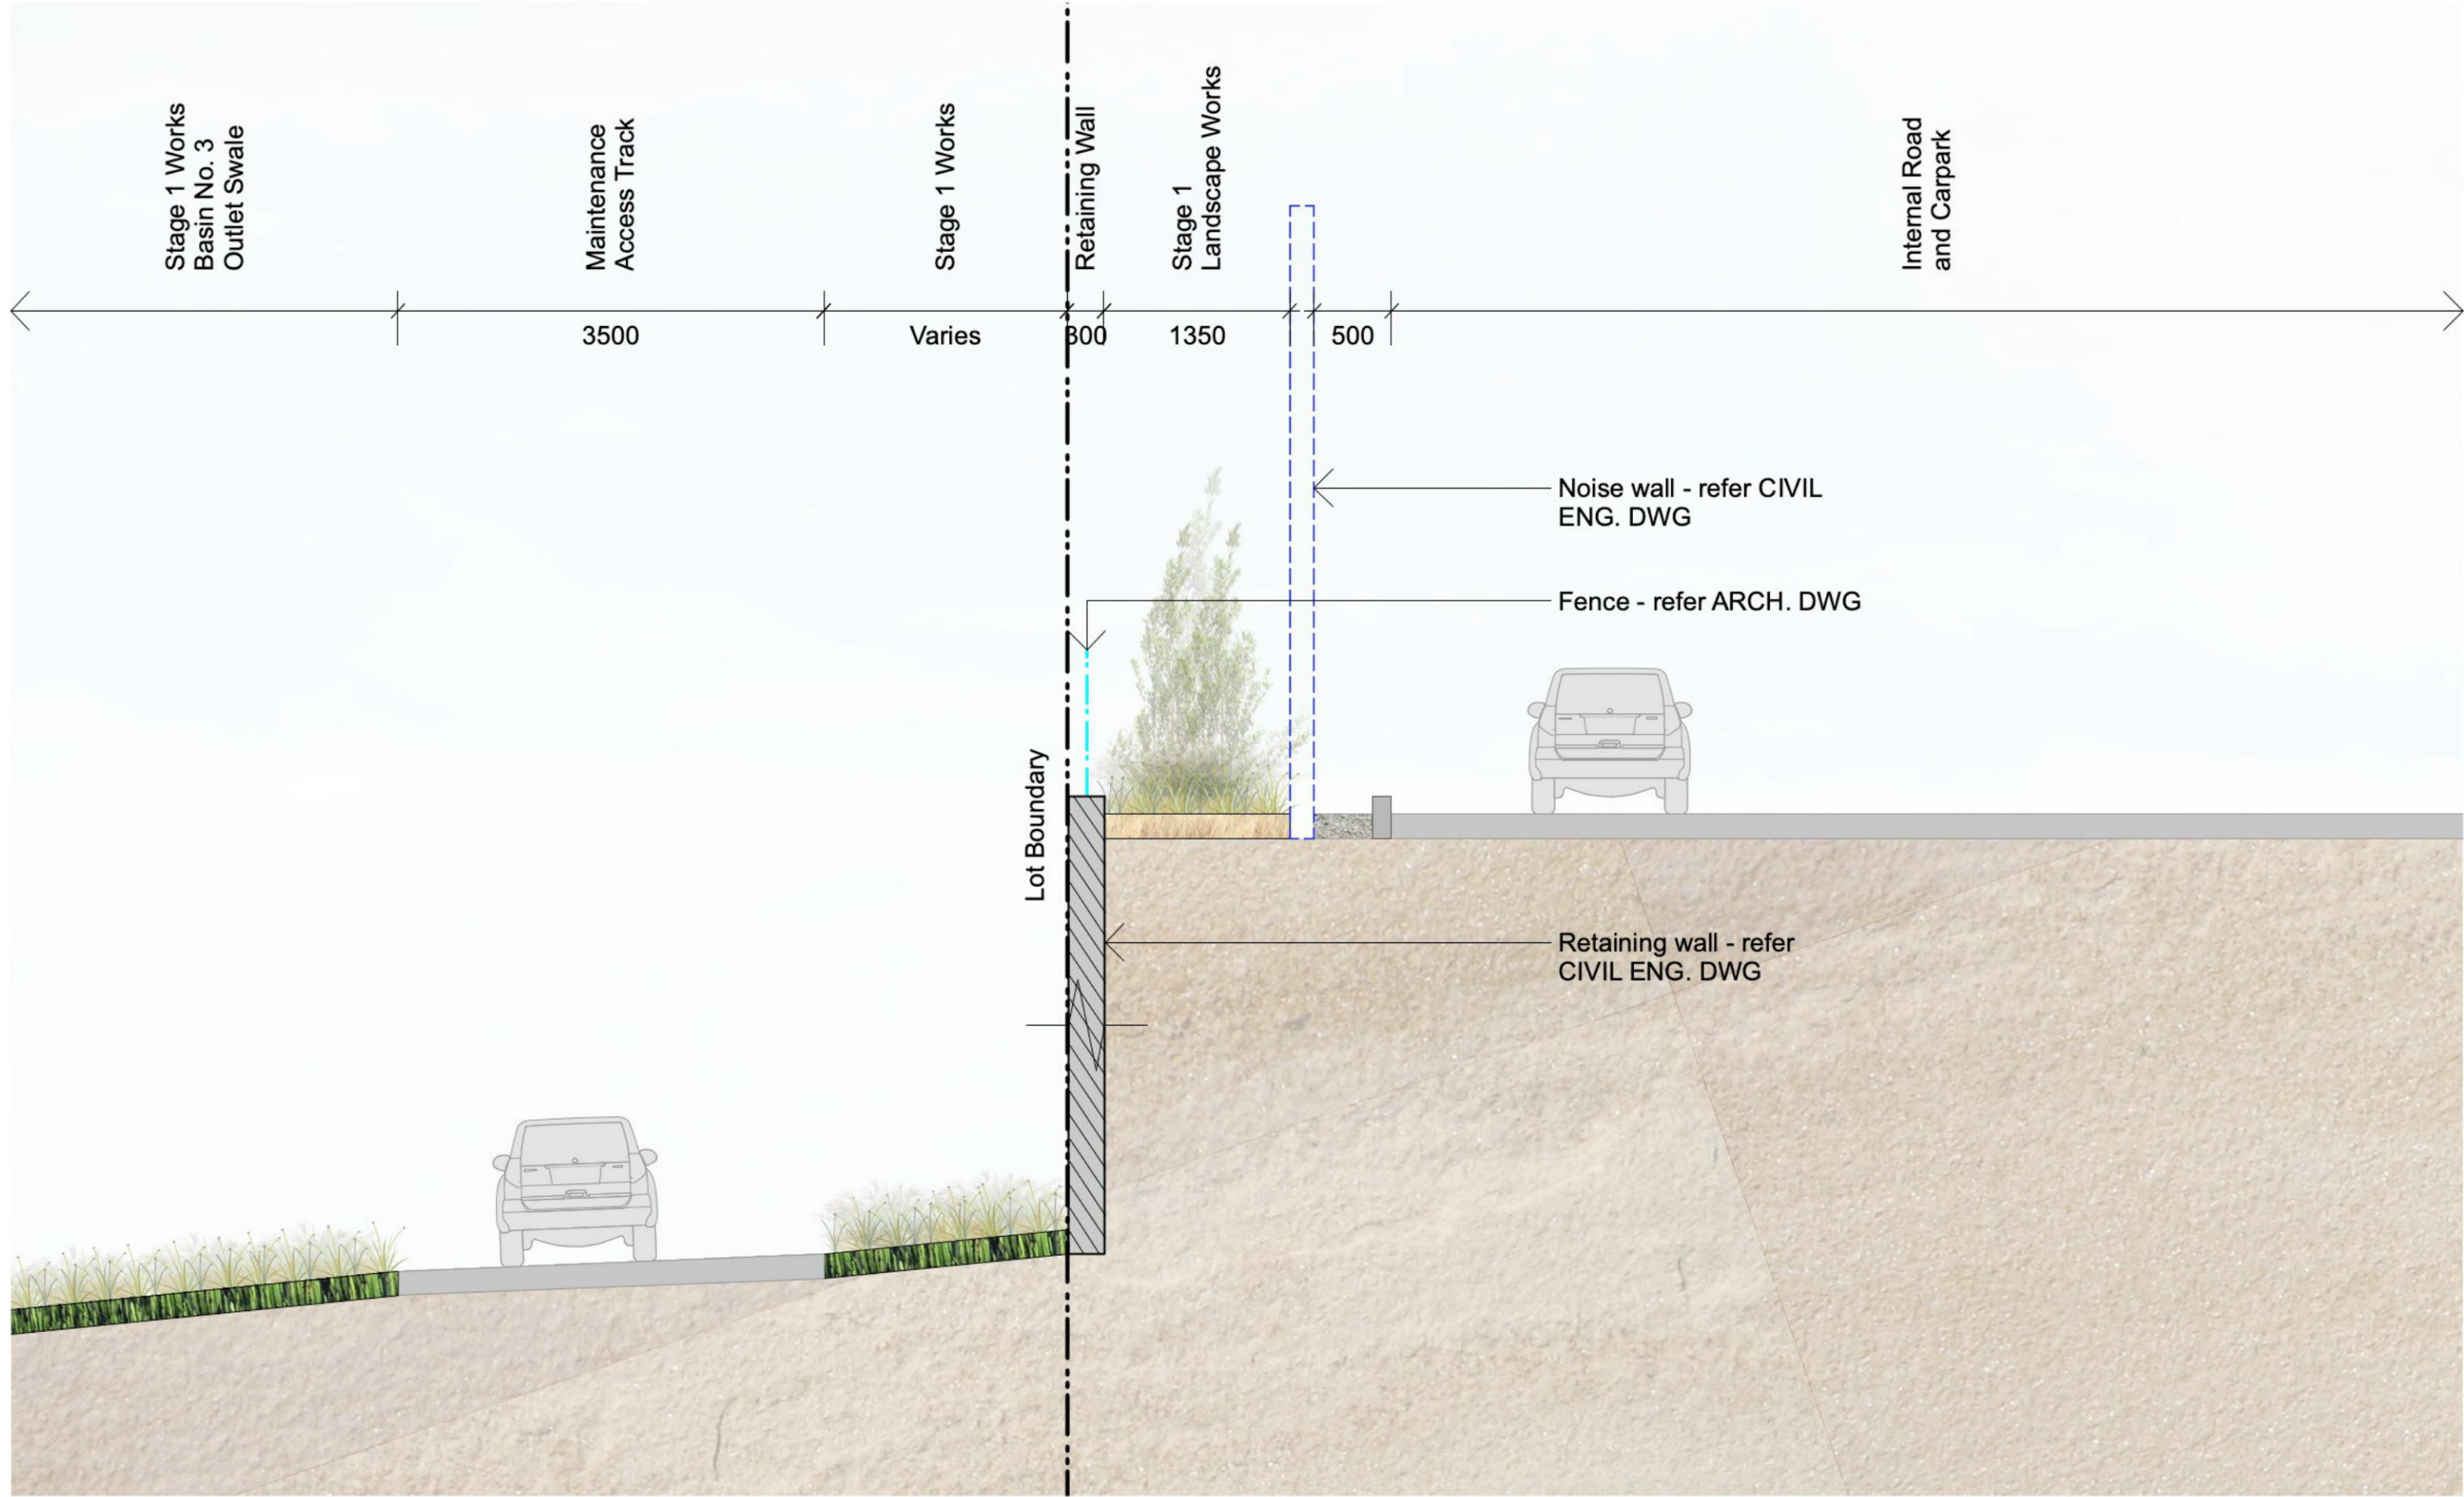 Stage 1 Works
Basin No. 3
Outlet Swale
Maintenance
Access Track
Stage 1 Works
Retaining Wall
Stage 1
Landscape Works
Internal Road
and Carpark
3500
Varies
300
1350
500
Noise wall - refer CIVIL
ENG. DWG
Fence - refer ARCH. DWG
Lot Boundary
Retaining wall - refer
CIVIL ENG. DWG